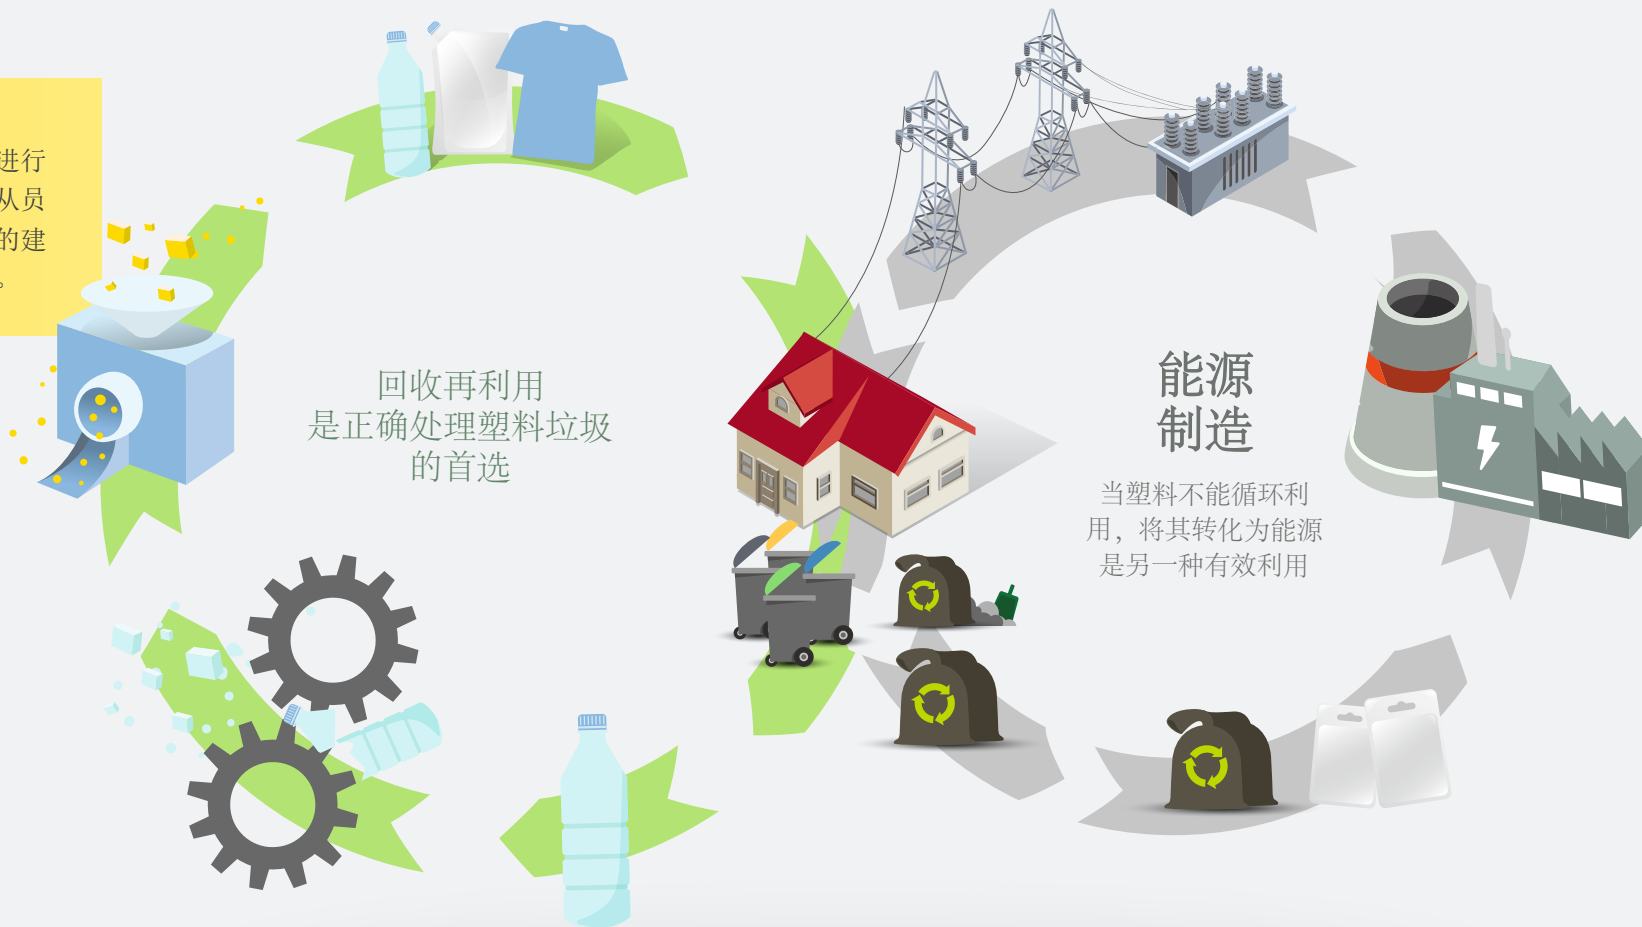 进行
从员
的建
。
回收再利用
是正确处理塑料垃圾
的首选
能源
制造
当塑料不能循环利
用，将其转化为能源
是另一种有效利用